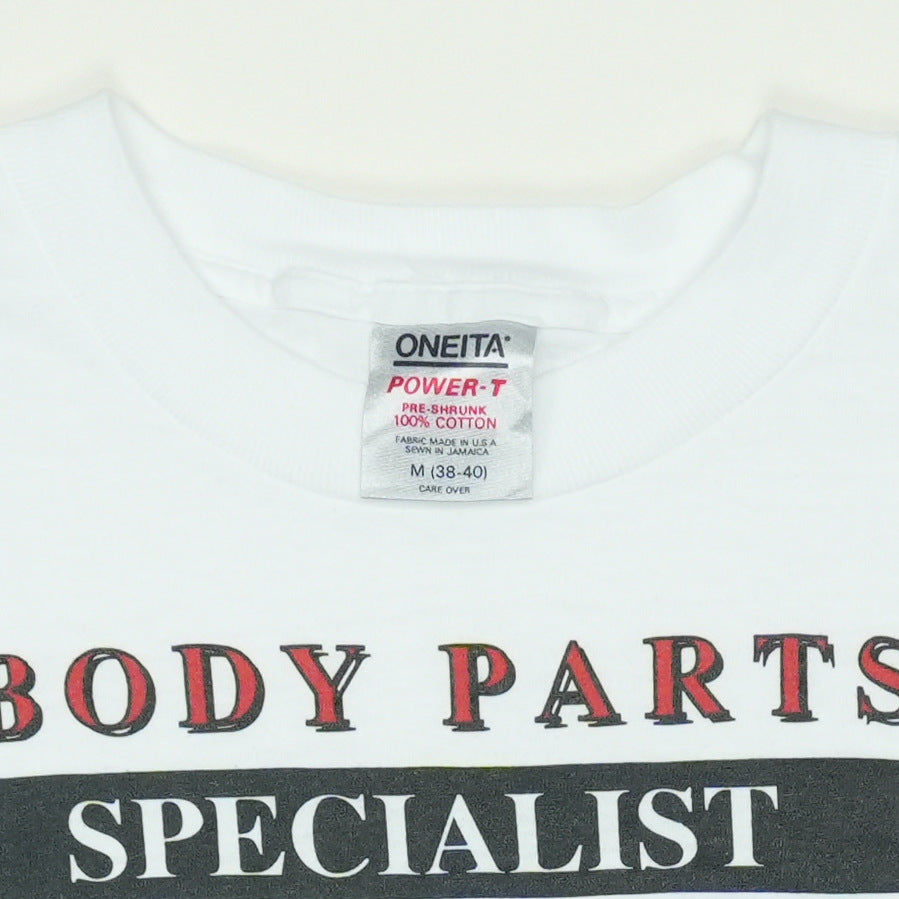 ONEITA®
POWER-T
PRE-SHRUNK
100% COTTON
FABRIC MADE IN U.S.A
SEWN IN JAMAICA
M (38-40)
CARE OVER
BODY PARTS
SPECIALIST